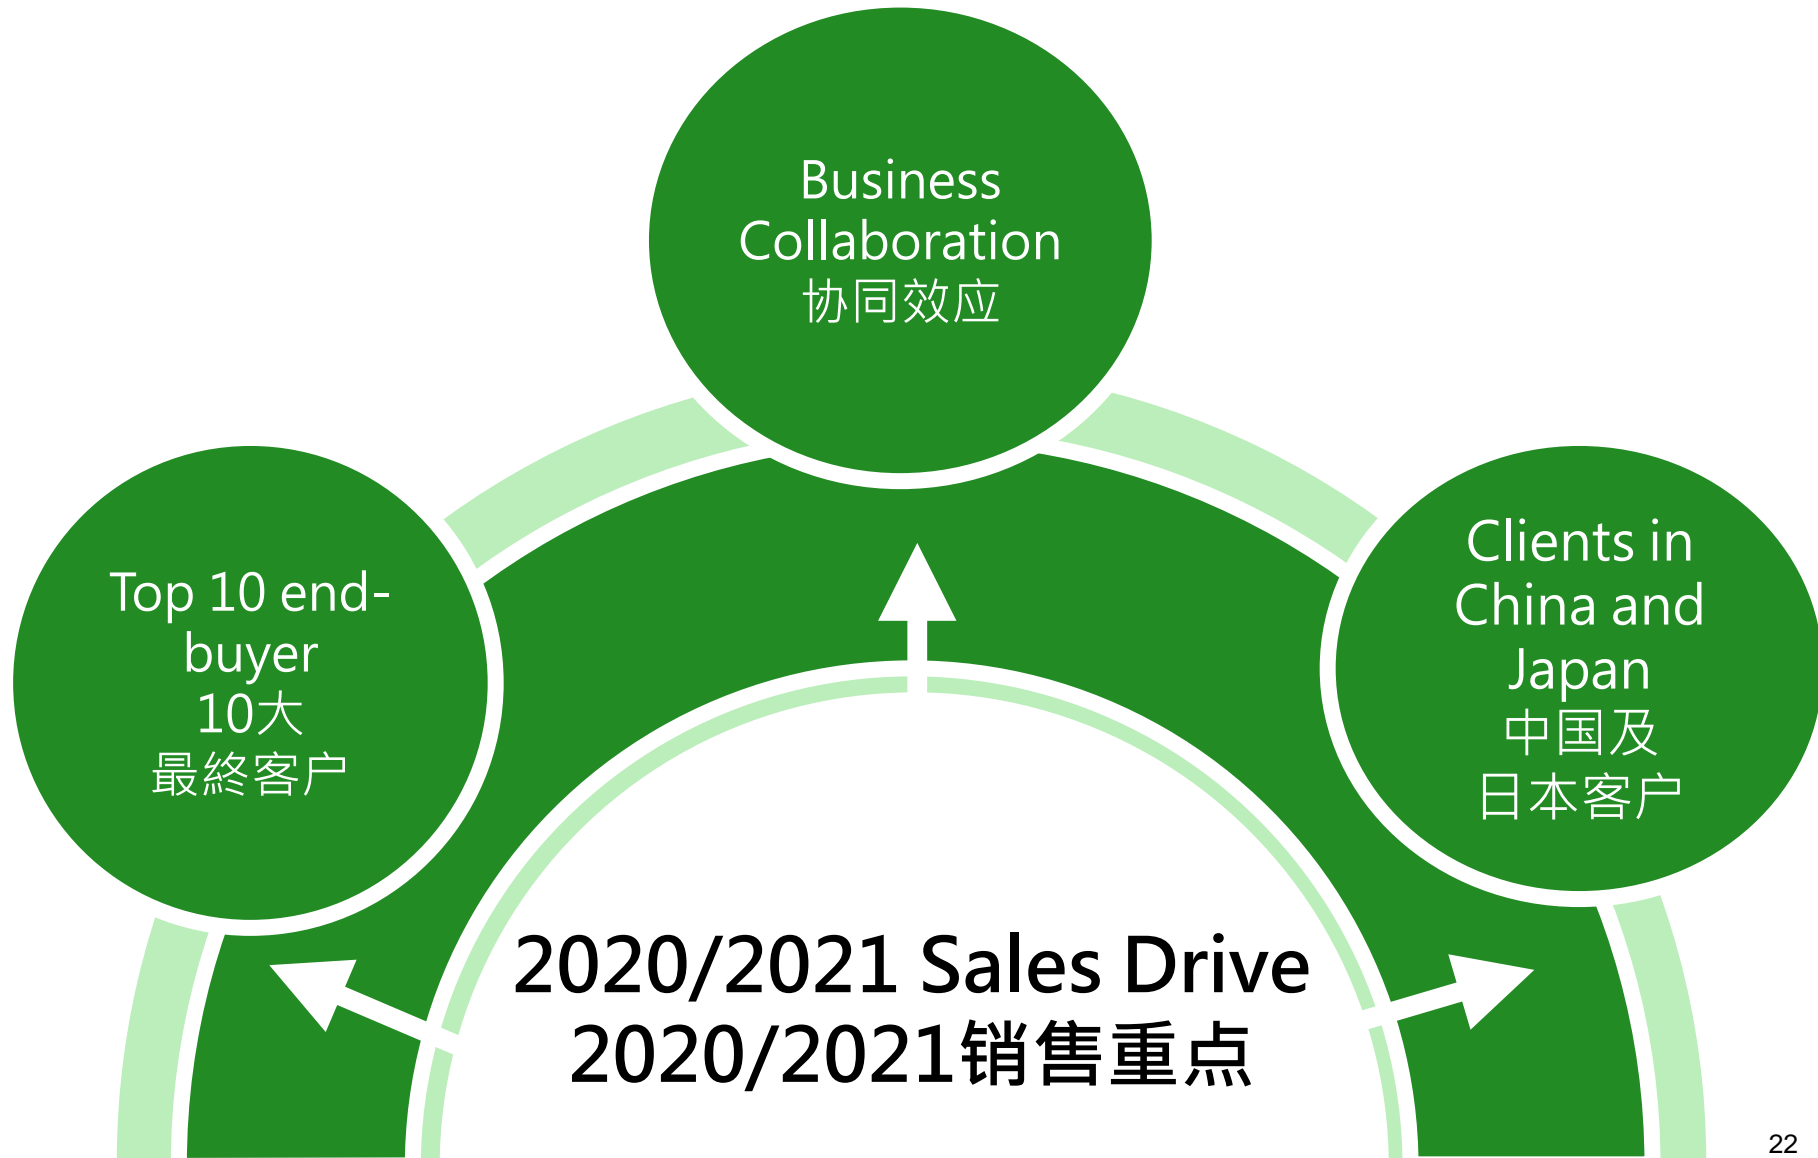 Business
Collaboration
协同效应
Top 10 end-
buyer
10大
最終客户
Clients in
China and
Japan
中国及
日本客户
2020/2021 Sales Drive
2020/2021销售重点
22